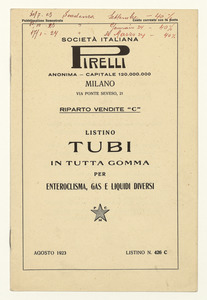 SOCIETÀ ITALIANA
PIRELLI
ANONIMA – CAPITALE 120.000.000
MILANO
VIA PONTE SEVESO, 21
RIPARTO VENDITE "C"
LISTINO
TUBI
IN TUTTA GOMMA
PER
ENTEROCLISMA, GAS E LIQUIDI DIVERSI
AGOSTO 1923
LISTINO N. 426 C